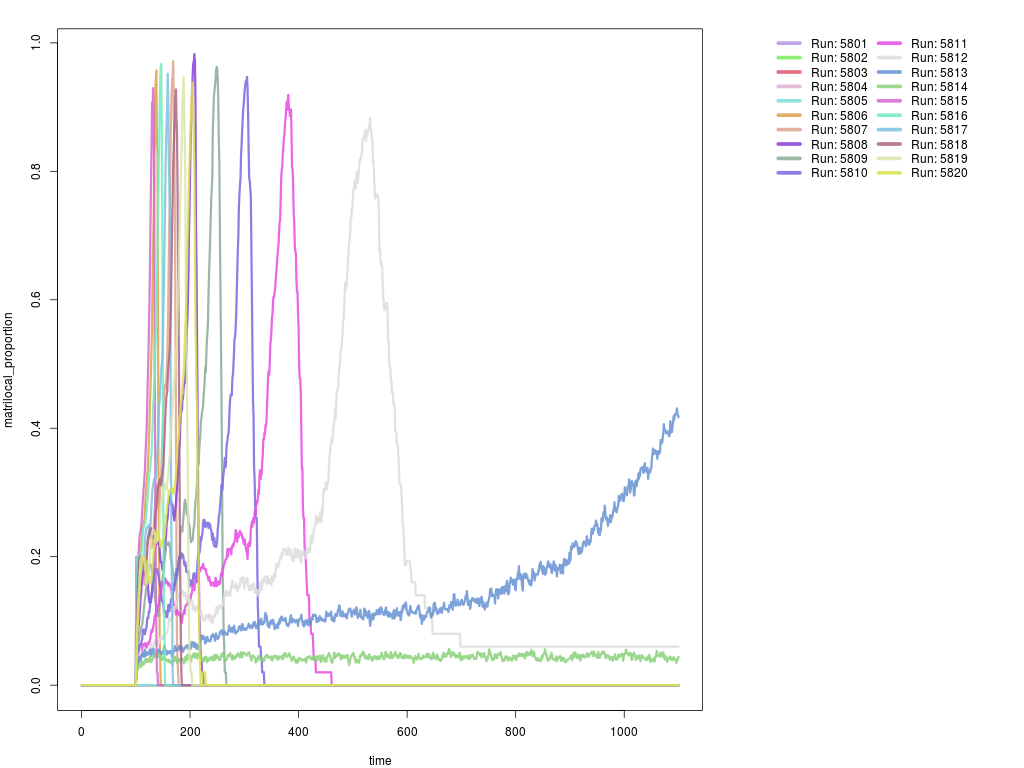 1.0
0.8
0.6
0.4
0.2
0.0
matrilocal_proportion
0 200 400 600 800 1000
time
Run: 5801 Run: 5811
Run: 5802 Run: 5812
Run: 5803 Run: 5813
Run: 5804 Run: 5814
Run: 5805 Run: 5815
Run: 5806 Run: 5816
Run: 5807 Run: 5817
Run: 5808 Run: 5818
Run: 5809 Run: 5819
Run: 5810 Run: 5820